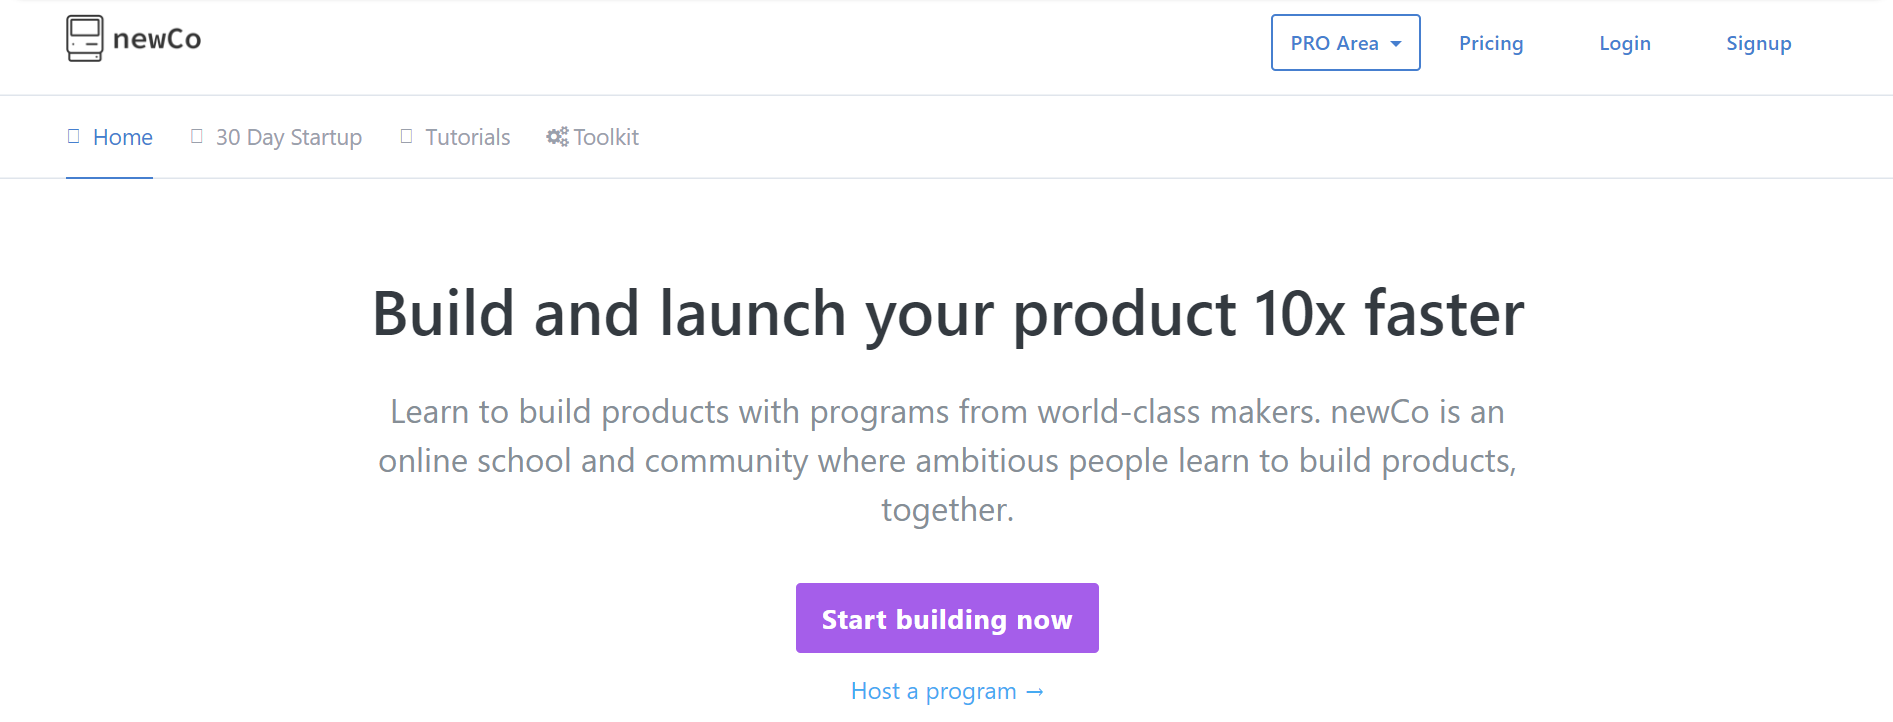 newCo
PRO Area
Pricing
Login
Signup
Home
30 Day Startup
Tutorials
Toolkit
Build and launch your product 10x faster
Learn to build products with programs from world-class makers. newCo is an
online school and community where ambitious people learn to build products,
together.
Start building now
Host a program →